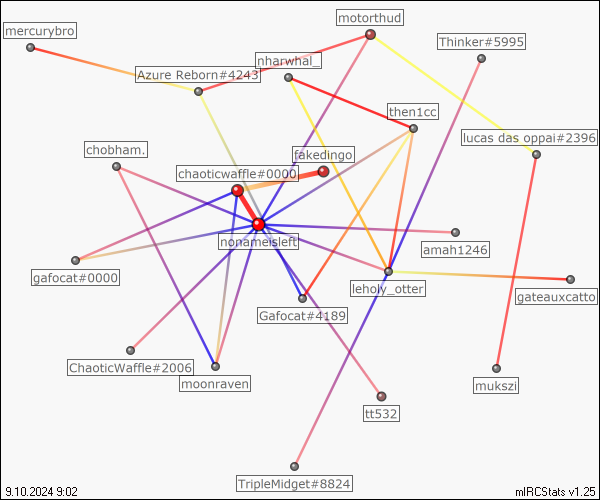 motorthud
mercurybro
Thinker#5995
nharwhal_
Azure Reborn#4243
then1cc
lucas das oppai#2396
chobham.
fakedingo
chaoticwaffle#0000
nonameisleft
amah1246
gafocat#0000
leholy_otter
gateauxcatto
Gafocat#4189
ChaoticWaffle#2006
moonraven
mukszi
tt532
TripleMidget#8824
9.10.2024 9:02
mIRCStats v1.25